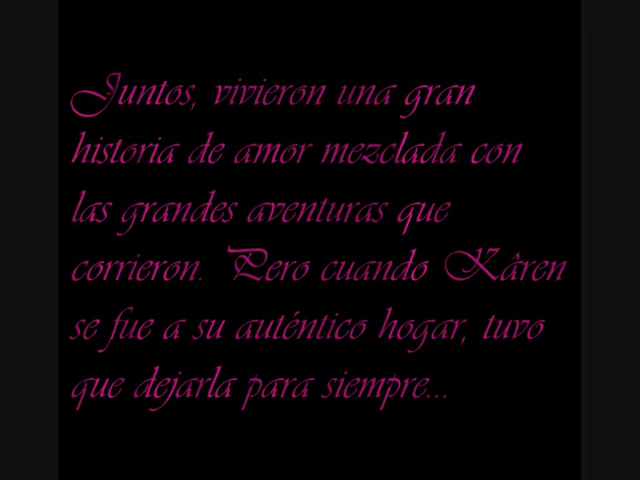 Juntos, vivieron una gran
historia de amor mezclada con
las grandes aventuras que
corrieron. Pero cuando Kâren
se fue a su auténtico hogar, tuvo
que dejarla para siempre...